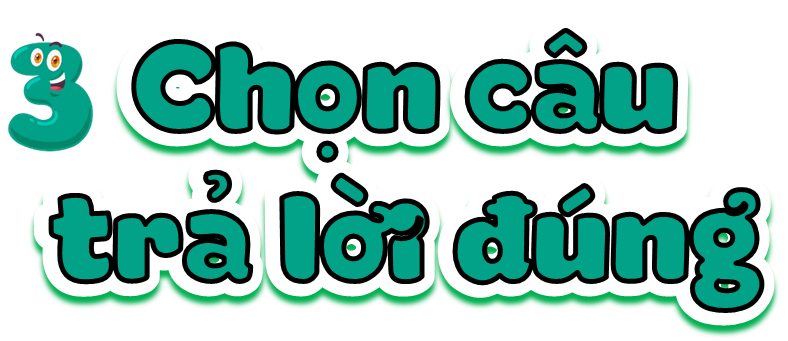 3 Chọn câu
trả lời đúng